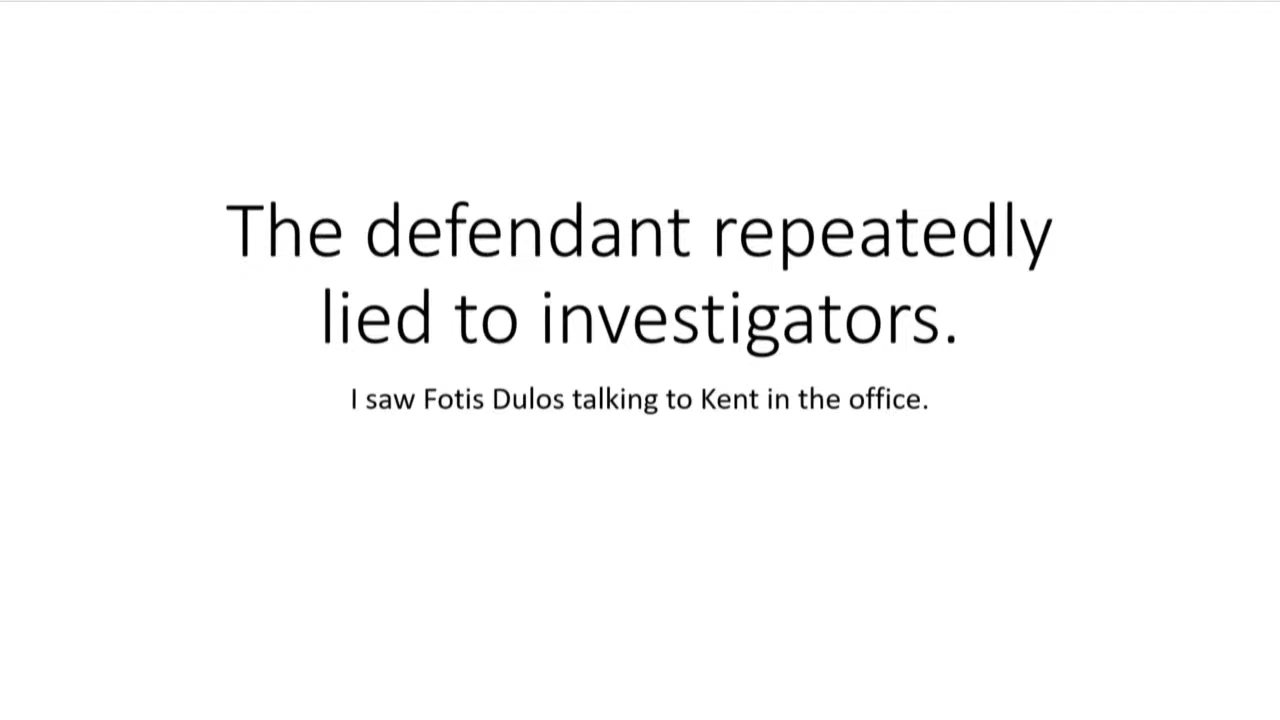 The defendant repeatedly
lied to investigators.
I saw Fotis Dulos talking to Kent in the office.